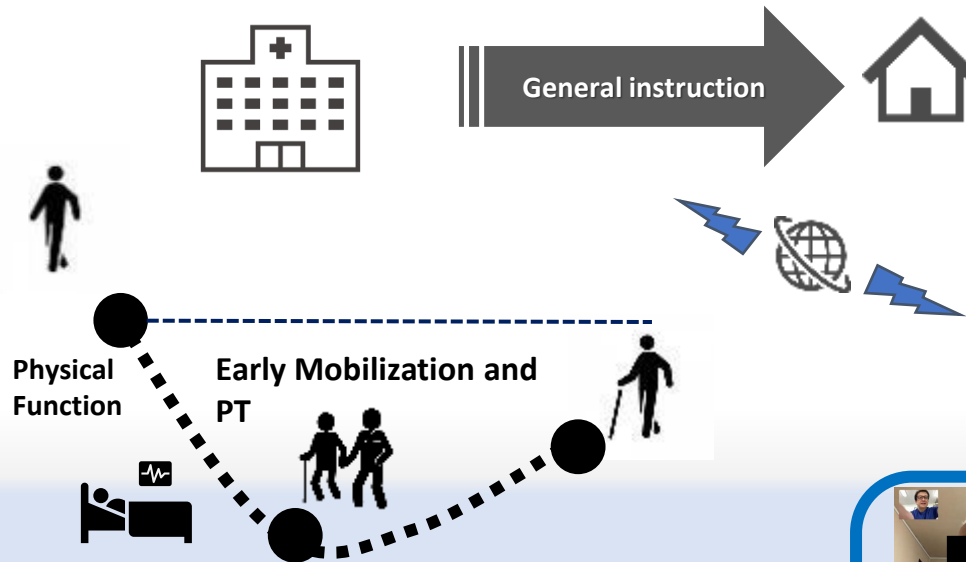 General instruction
Physical
Function
Early Mobilization and
PT